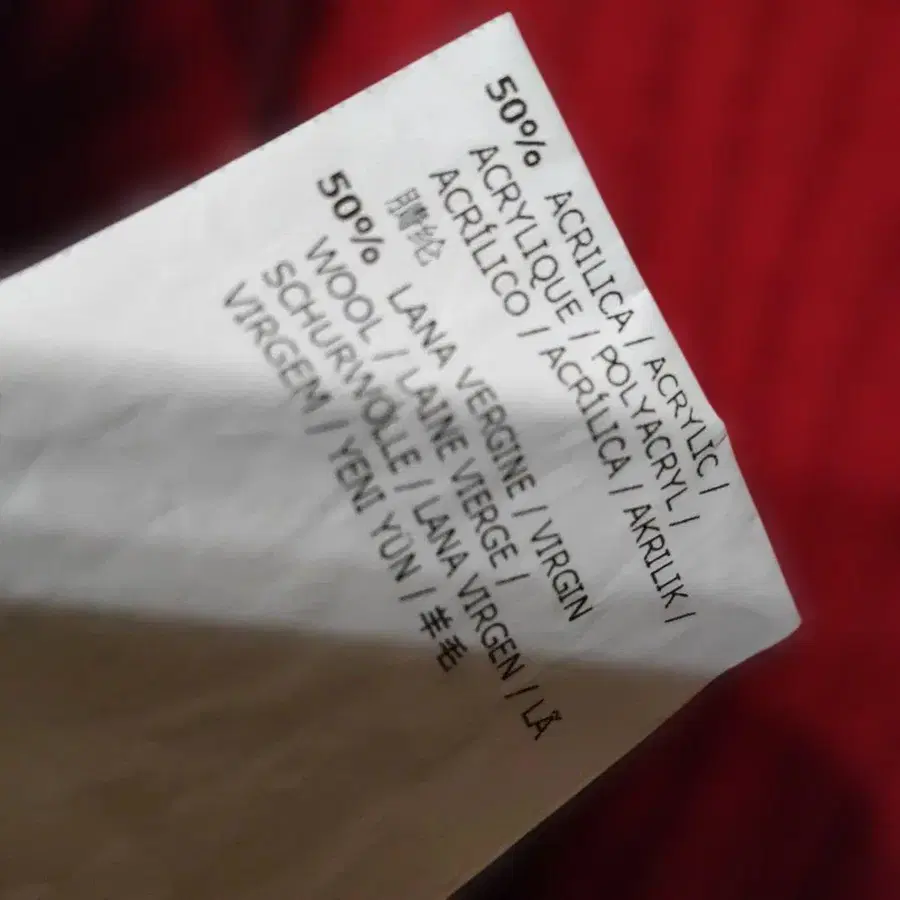 50% ACRILICA / ACRYLIC /
ACRYLIQUE / POLYACRYL /
ACRÍLICO / ACRÍLICA / AKRILIK /
腈纶
50% LANA VERGINE / VIRGIN
WOOL / LAINE VIERGE /
SCHURWOLLE / LANA VIRGEN / LÃ
VIRGEM / YENI YÜN / 羊毛